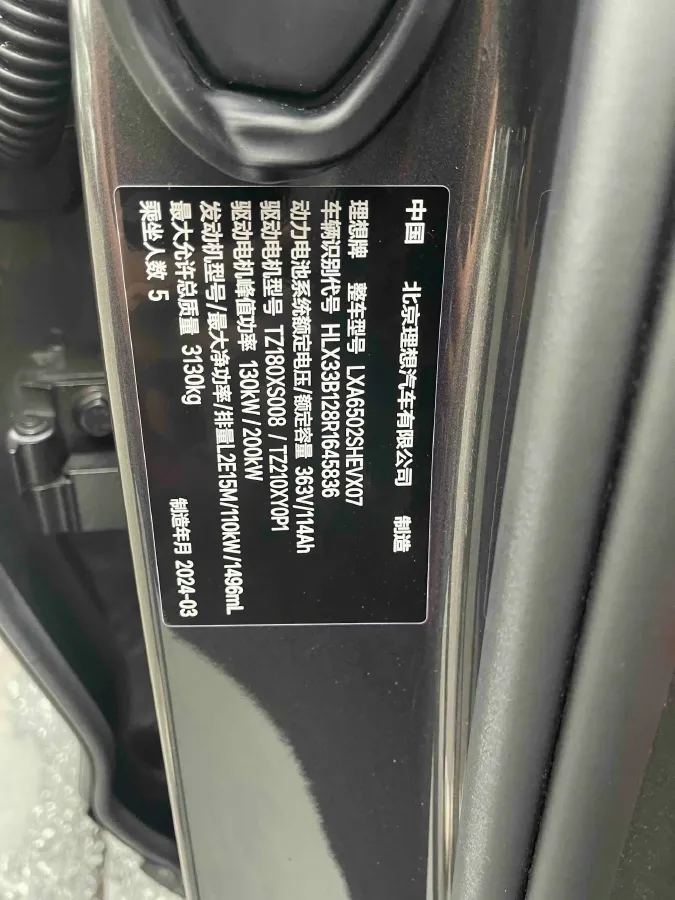 中国 北京理想汽车有限公司 制造
理想牌 整车型号 LXA6502SHEVX07
车辆识别代号 HLX33B128R1645836
动力电池系统额定电压/额定容量 363V/114Ah
驱动电机型号 TZ180XS008 /TZ210XY0P1
驱动电机峰值功率 130kW/200kW
发动机型号/最大净功率/排量L2E15M/110kW/1496mL
最大允许总质量 3130kg
乘坐人数 5 制造年月 2024-03